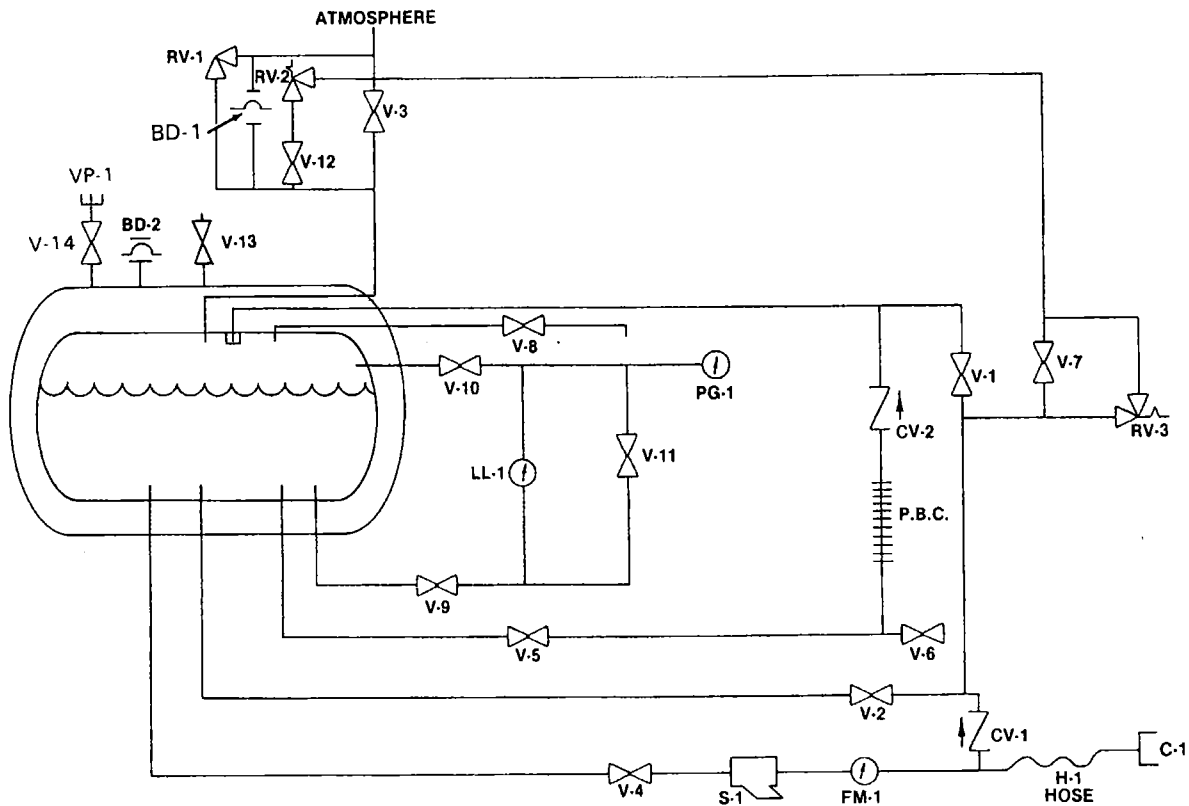 ATMOSPHERE
RV-1
RV-2
V-3
BD-1
V-12
VP-1
BD-2
V-14
V-13
V-8
V-10
PG-1
V-1
V-7
CV-2
RV-3
V-11
LL-1
P.B.C.
V-9
V-5
V-6
V-2
CV-1
C-1
V-4
S-1
FM-1
H-1
HOSE